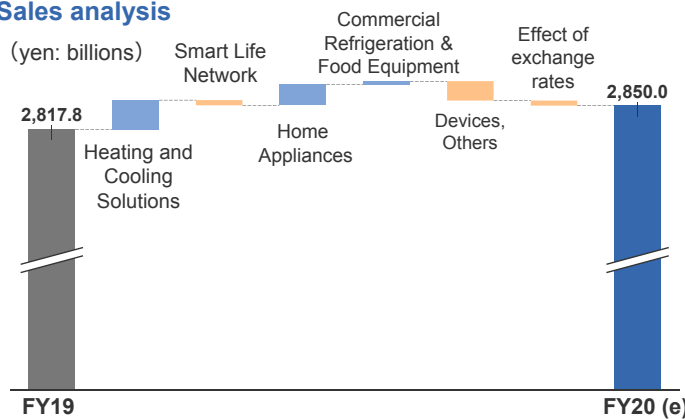 Sales analysis
（yen: billions）
2,817.8
Heating and
Cooling
Solutions
Smart Life
Network
Home
Appliances
Commercial
Refrigeration &
Food Equipment
Devices,
Others
Effect of
exchange
rates
2,850.0
FY19
FY20 (e)